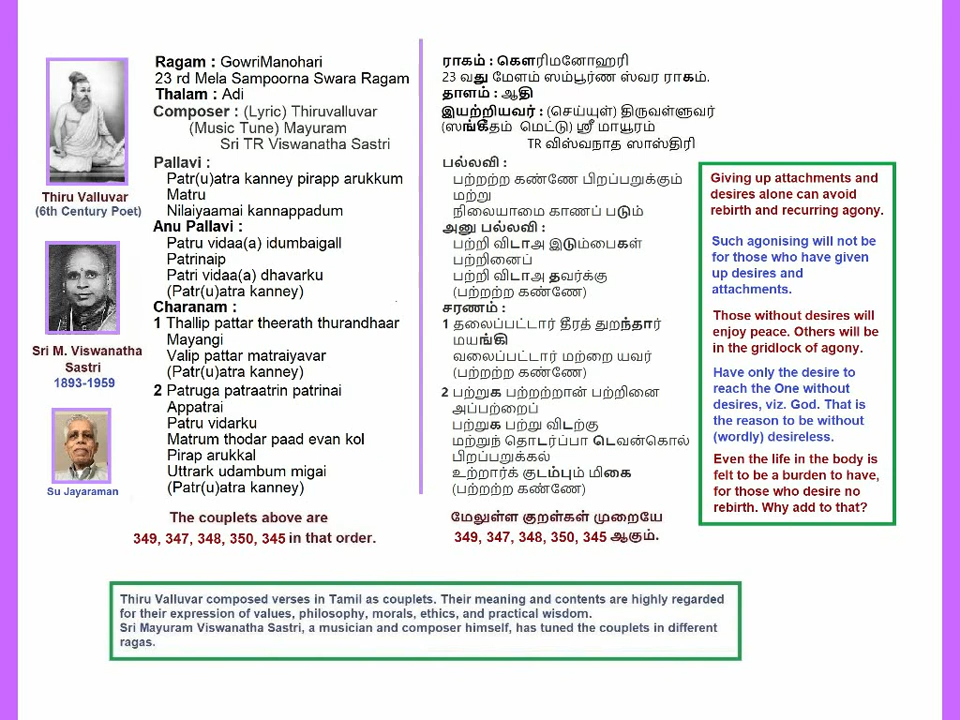 Ragam : GowriManohari
23 rd Mela Sampoorna Swara Ragam
Thalam : Adi
Composer : (Lyric) Thiruvalluvar
(Music Tune) Mayuram
Sri TR Viswanatha Sastri
Pallavi :
Patr(u)atra kanney pirapp arukkum
Matru
Nilaiyaamai kannappadum
Anu Pallavi :
Patru vidaa(a) idumbaigall
Patrinaip
Patri vidaa(a) dhavarku
(Patr(u)atra kanney)
Charanam :
1 Thallip pattar theerath thurandhaar
Mayangi
Valip pattar matraiyavar
(Patr(u)atra kanney)
2 Patruga patraatrin patrinai
Appatrai
Patru vidarku
Matrum thodar paad evan kol
Pirap arukkal
Uttrark udambum migai
(Patr(u)atra kanney)
The couplets above are
349, 347, 348, 350, 345 in that order.
Thiru Valluvar
(6th Century Poet)
Sri M. Viswanatha
Sastri
1893-1959
Su Jayaraman
ராகம் : கௌரிமனோஹரி
23 வது மேளம் ஸம்பூர்ண ஸ்வர ராகம்.
தாளம் : ஆதி
இயற்றியவர் : (செய்யுள்) திருவள்ளுவர்
(ஸங்கீதம் மெட்டு) ஸ்ரீ மாயூரம்
TR விஸ்வநாத ஸாஸ்திரி
பல்லவி :
பற்றற்ற கண்ணே பிறப்பறுக்கும்
மற்று
நிலையாமை காணப் படும்
அனு பல்லவி :
பற்றி விடாஅ இடும்பைகள்
பற்றினைப்
பற்றி விடாஅ தவர்க்கு
(பற்றற்ற கண்ணே)
சரணம் :
1 தலைப்பட்டார் தீரத் துறந்தார்
மயங்கி
வலைப்பட்டார் மற்றை யவர்
(பற்றற்ற கண்ணே)
2 பற்றுக பற்றற்றான் பற்றினை
அப்பற்றைப்
பற்றுக பற்று விடற்கு
மற்றுந் தொடர்ப்பா டெவன்கொல்
பிறப்பறுக்கல்
உற்றார்க் குடம்பும் மிகை
(பற்றற்ற கண்ணே)
மேலுள்ள குறள்கள் முறையே
349, 347, 348, 350, 345 ஆகும்.
Giving up attachments and
desires alone can avoid
rebirth and recurring agony.
Such agonising will not be
for those who have given
up desires and
attachments.
Those without desires will
enjoy peace. Others will be
in the gridlock of agony.
Have only the desire to
reach the One without
desires, viz. God. That is
the reason to be without
(wordly) desireless.
Even the life in the body is
felt to be a burden to have,
for those who desire no
rebirth. Why add to that?
Thiru Valluvar composed verses in Tamil as couplets. Their meaning and contents are highly regarded
for their expression of values, philosophy, morals, ethics, and practical wisdom.
Sri Mayuram Viswanatha Sastri, a musician and composer himself, has tuned the couplets in different
ragas.